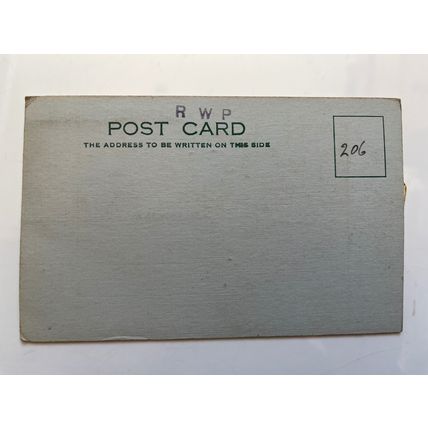 R W P
POST CARD
THE ADDRESS TO BE WRITTEN ON THIS SIDE
206